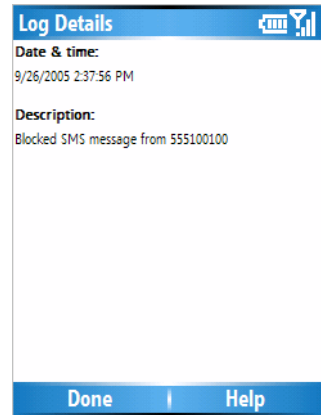 Log Details
Date & time:
9/26/2005 2:37:56 PM
Description:
Blocked SMS message from 555100100
Done Help